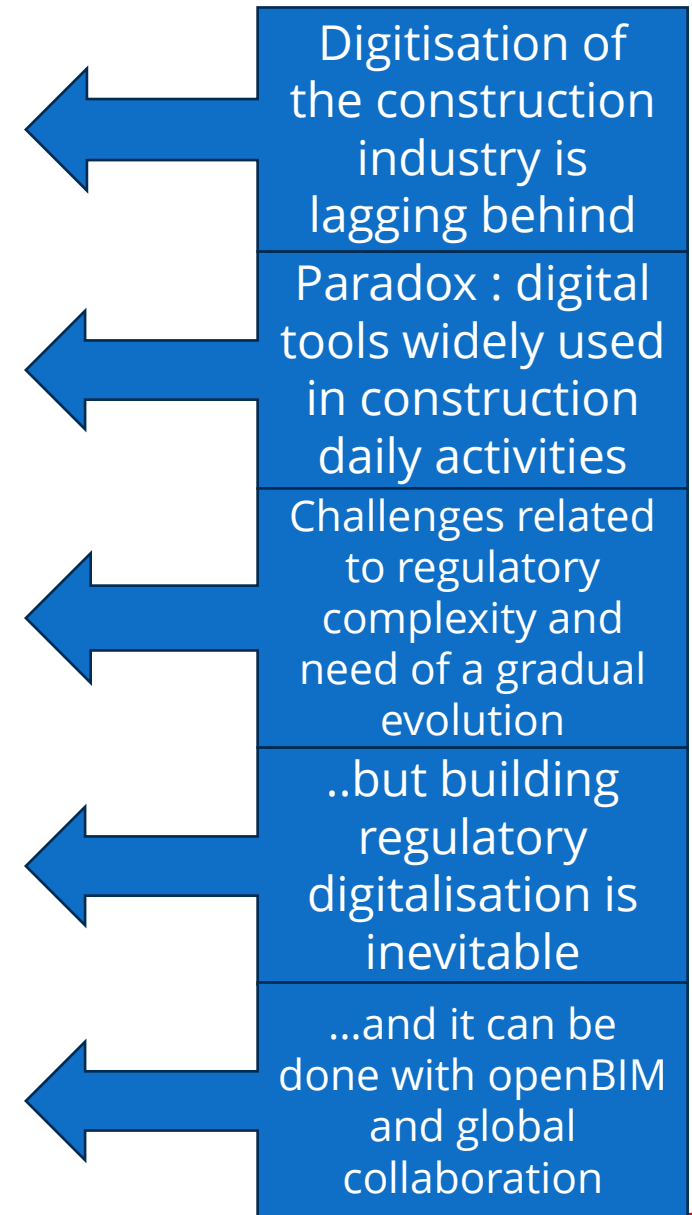 Digitisation of
the construction
industry is
lagging behind
Paradox : digital
tools widely used
in construction
daily activities
Challenges related
to regulatory
complexity and
need of a gradual
evolution
..but building
regulatory
digitalisation is
inevitable
...and it can be
done with openBIM
and global
collaboration